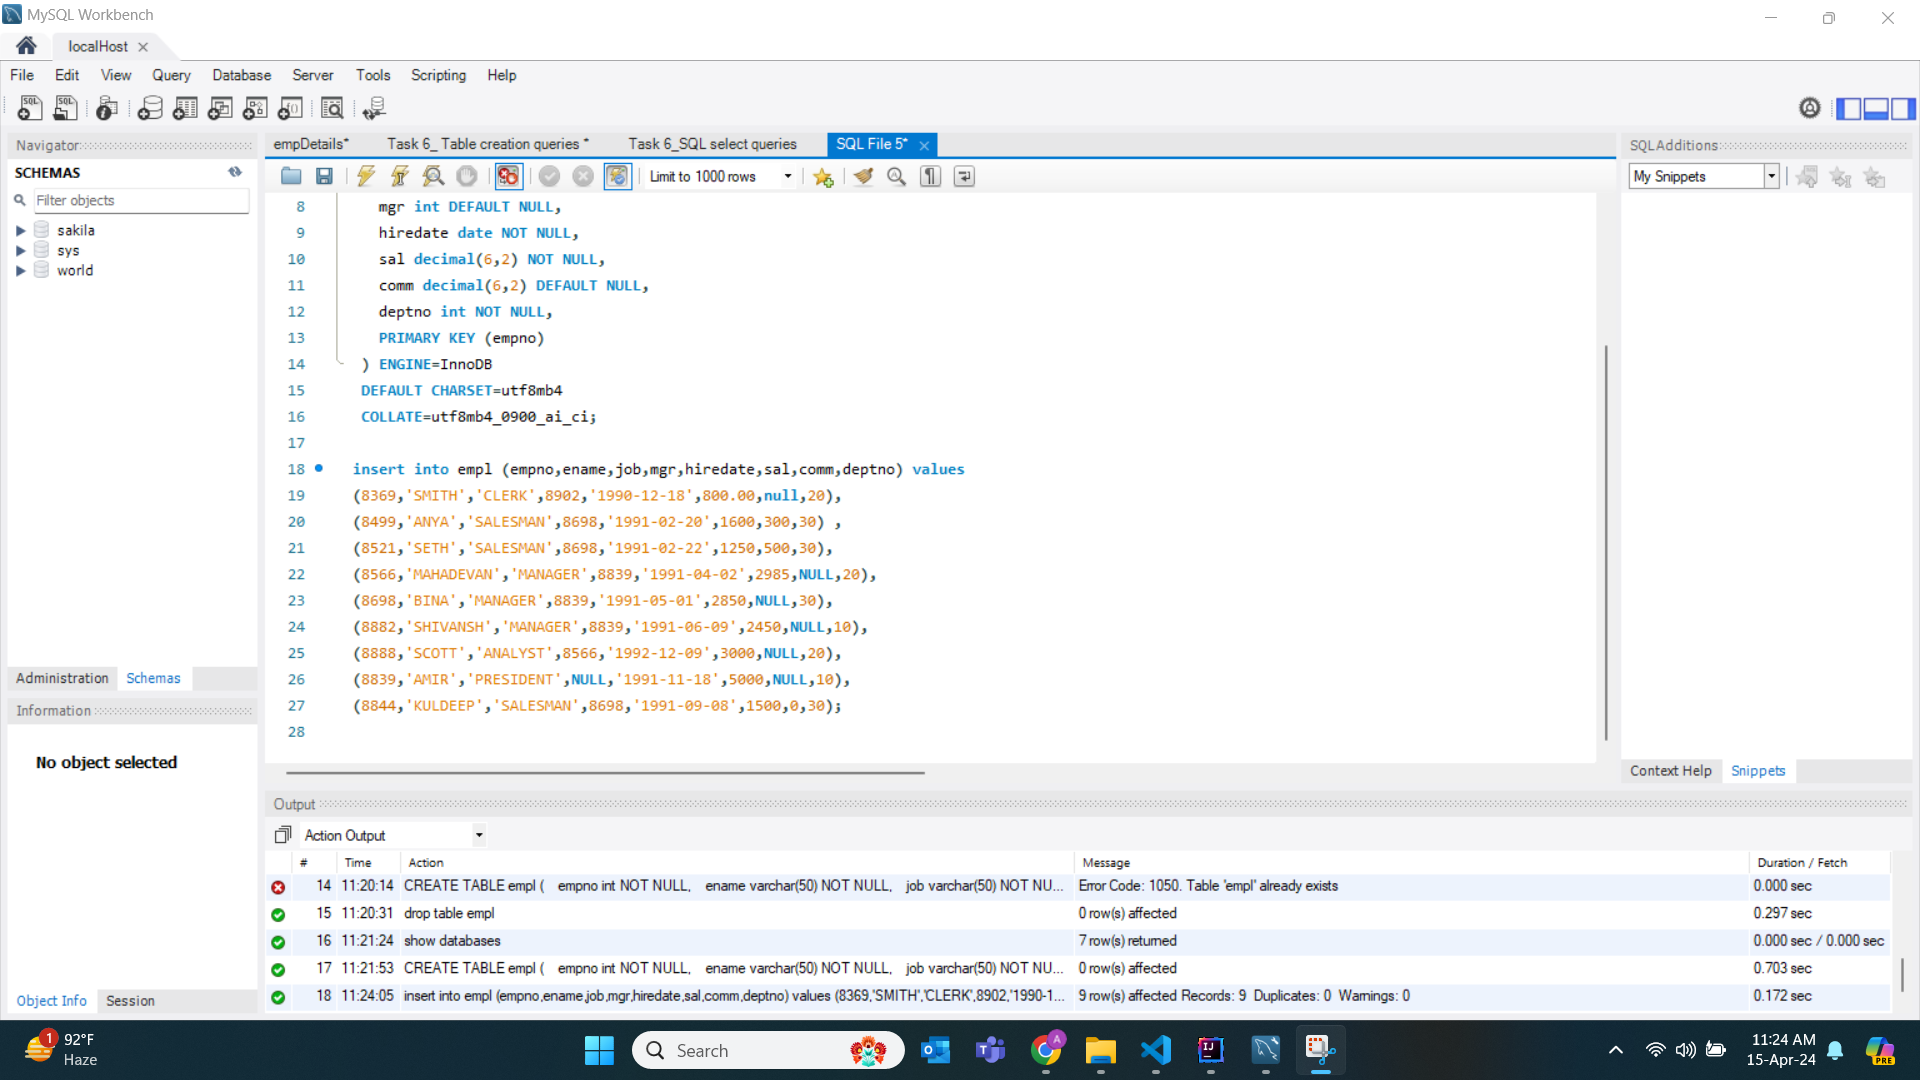 MySQL Workbench
localHost
File Edit View Query Database Server Tools Scripting Help
Navigator
SCHEMAS
Filter objects
sakila
sys
world
Administration Schemas
Information
No object selected
Object Info Session
empDetails* Task 6_ Table creation queries * Task 6_SQL select queries SQL File 5*
Limit to 1000 rows
8 mgr int DEFAULT NULL,
9 hiredate date NOT NULL,
10 sal decimal(6,2) NOT NULL,
11 comm decimal(6,2) DEFAULT NULL,
12 deptno int NOT NULL,
13 PRIMARY KEY (empno)
14 ) ENGINE=InnoDB
15 DEFAULT CHARSET=utf8mb4
16 COLLATE=utf8mb4_0900_ai_ci;
17
18 insert into empl (empno,ename,job,mgr,hiredate,sal,comm,deptno) values
19 (8369,'SMITH','CLERK',8902,'1990-12-18',800.00,null,20),
20 (8499,'ANYA','SALESMAN',8698,'1991-02-20',1600,300,30) ,
21 (8521,'SETH','SALESMAN',8698,'1991-02-22',1250,500,30),
22 (8566,'MAHADEVAN','MANAGER',8839,'1991-04-02',2985,NULL,20),
23 (8698,'BINA','MANAGER',8839,'1991-05-01',2850,NULL,30),
24 (8882,'SHIVANSH','MANAGER',8839,'1991-06-09',2450,NULL,10),
25 (8888,'SCOTT','ANALYST',8566,'1992-12-09',3000,NULL,20),
26 (8839,'AMIR','PRESIDENT',NULL,'1991-11-18',5000,NULL,10),
27 (8844,'KULDEEP','SALESMAN',8698,'1991-09-08',1500,0,30);
28
SQLAdditions
My Snippets
Context Help Snippets
Output
Action Output
# Time Action Message Duration / Fetch
14 11:20:14 CREATE TABLE empl ( empno int NOT NULL, ename varchar(50) NOT NULL, job varchar(50) NOT NU... Error Code: 1050. Table 'empl' already exists 0.000 sec
15 11:20:31 drop table empl 0 row(s) affected 0.297 sec
16 11:21:24 show databases 7 row(s) returned 0.000 sec / 0.000 sec
17 11:21:53 CREATE TABLE empl ( empno int NOT NULL, ename varchar(50) NOT NULL, job varchar(50) NOT NU... 0 row(s) affected 0.703 sec
18 11:24:05 insert into empl (empno,ename,job,mgr,hiredate,sal,comm,deptno) values (8369,'SMITH','CLERK',8902,'1990-1... 9 row(s) affected Records: 9 Duplicates: 0 Warnings: 0 0.172 sec
1
92°F
Haze
Search
A
11:24 AM
15-Apr-24
PRE